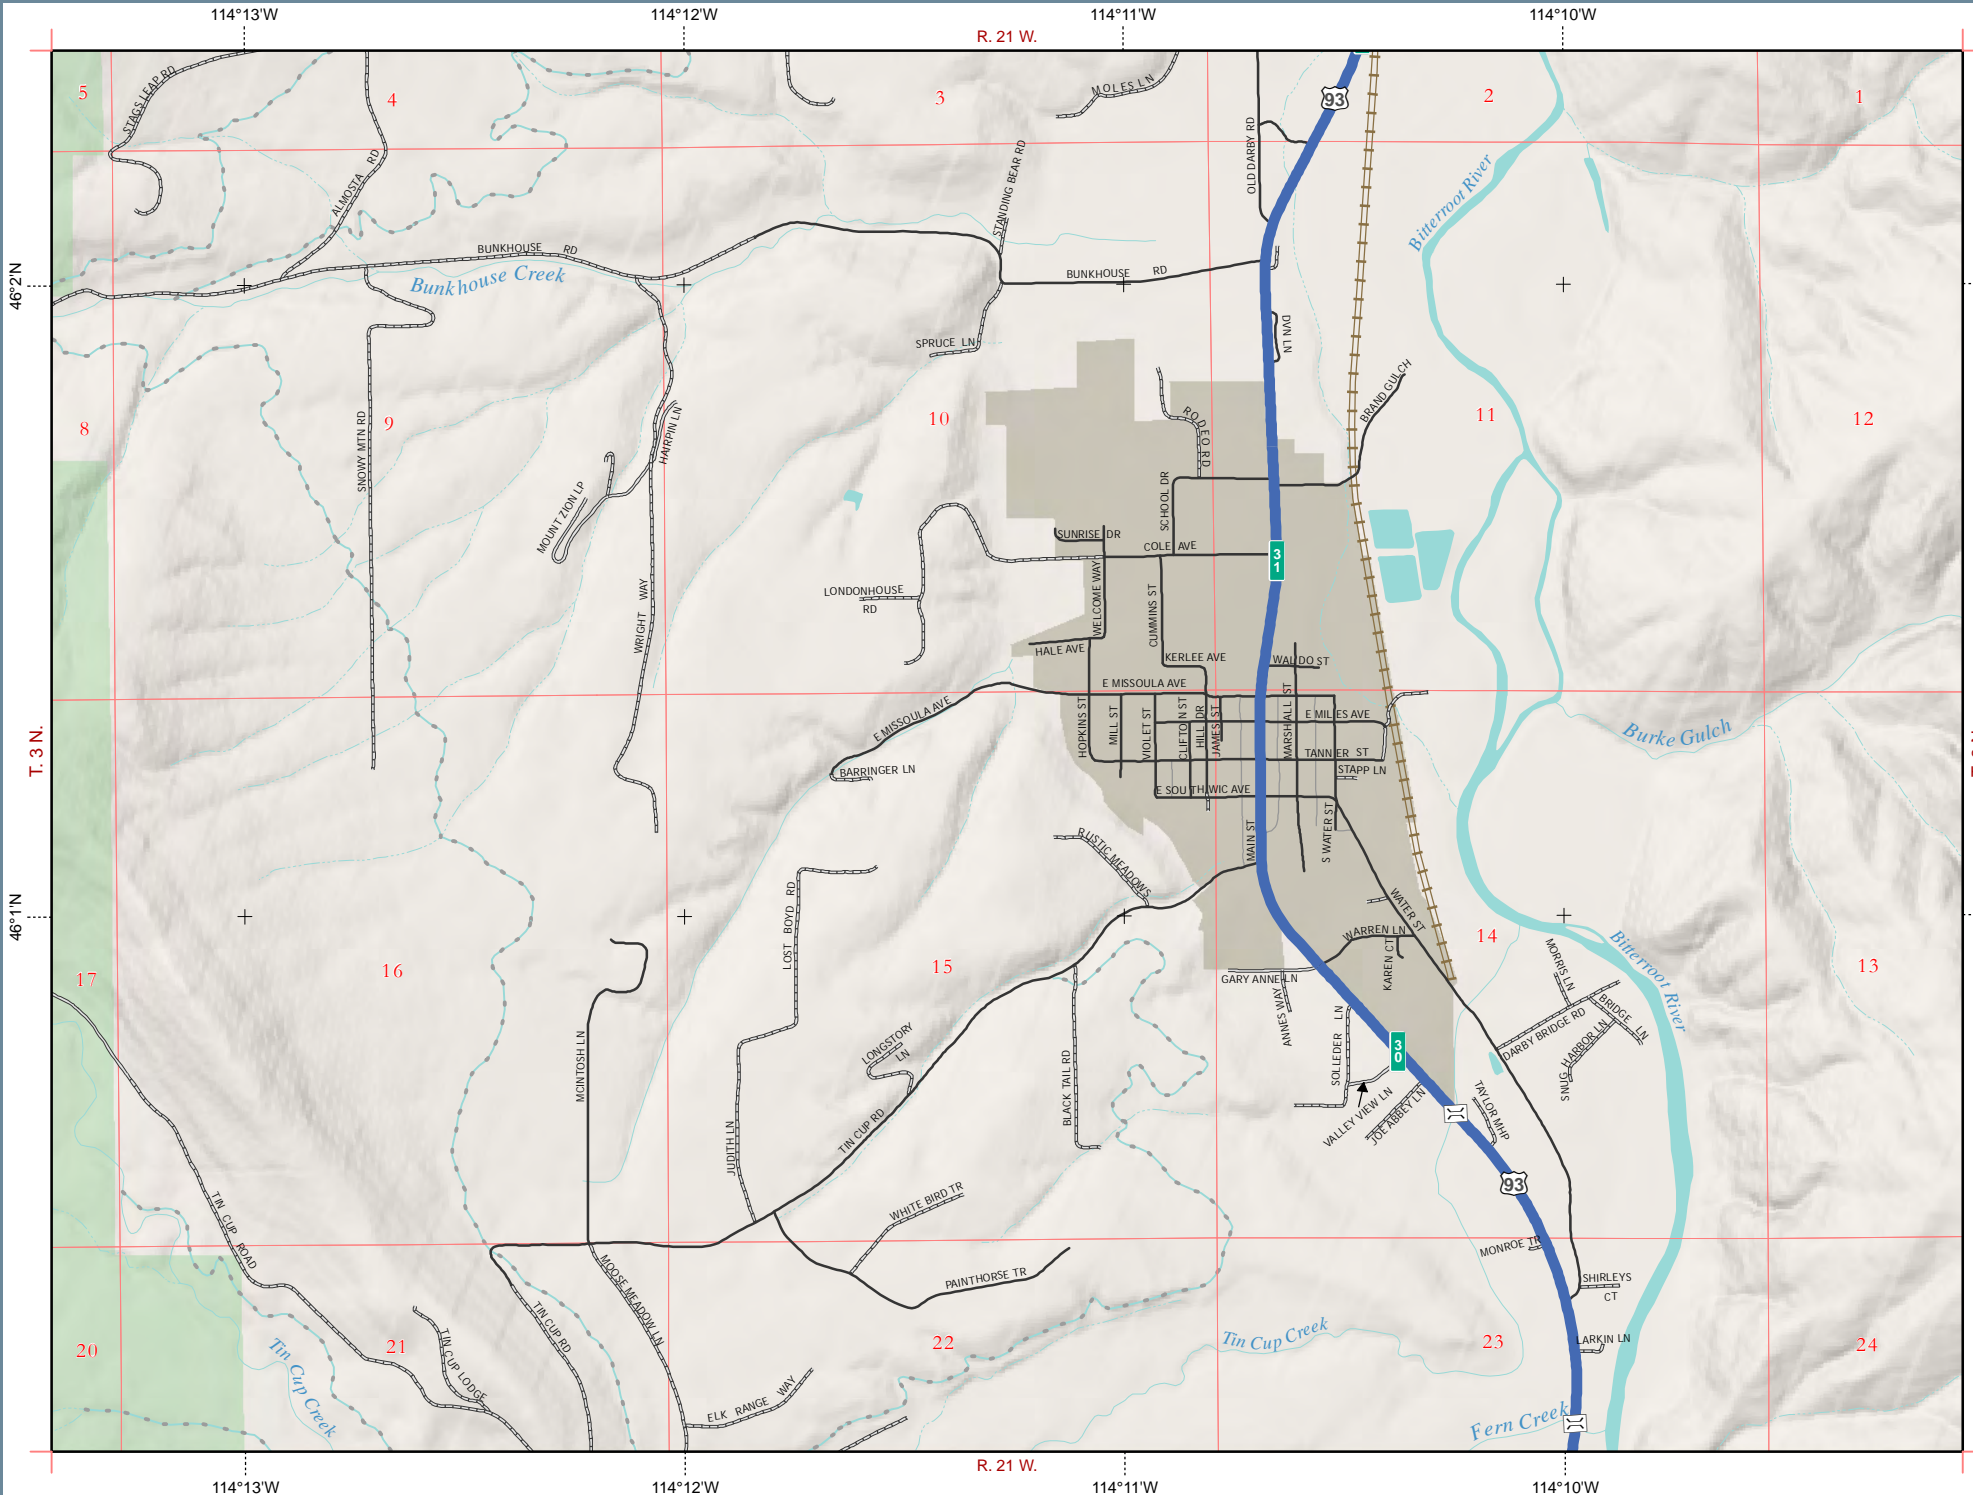 114°13'W
114°12'W
114°11'W
114°10'W
R. 21 W.
5
4
3
2
1
STAGS LEAP RD
MOLES LN
93
OLD DARBY RD
ALMOSTA RD
STANDING BEAR RD
Bitterroot River
BUNKHOUSE RD
Bunkhouse Creek
BUNKHOUSE RD
46°2'N
DVN LN
SPRUCE LN
BRAND GULCH
8
9
10
11
12
SNOWY MTN RD
HAIRPIN LN
RODEO RD
MOUNT ZION LP
SCHOOL DR
SUNRISE DR
COLE AVE
31
LONDONHOUSE
RD
WELCOME WAY
CUMMINS ST
WRIGHT WAY
HALE AVE
KERLEE AVE
WALDO ST
E MISSOULA AVE
E MISSOULA AVE
HOPKINS ST
MILL ST
VIOLET ST
CLIFTON ST
HILL DR
JAMES ST
MARSHALL ST
E MILES AVE
Burke Gulch
T. 3 N.
TANNER ST
BARRINGER LN
STAPP LN
E SOUTHWIC AVE
MAIN ST
S WATER ST
RUSTIC MEADOWS
LOST BOYD RD
WATER ST
46°1'N
WARREN LN
14
Bitterroot River
17
16
15
13
GARY ANNE LN
KAREN CT
MORRIS LN
ANNES WAY
SOLLEDER LN
BRIDGE LN
DARBY BRIDGE RD
SNUG HARBOR LN
MCINTOSH LN
LONGSTORY
LN
30
BLACK TAIL RD
TIN CUP RD
JUDITH LN
VALLEY VIEW LN
JOE ABBEY LN
TAYLOR MHP
93
TIN CUP ROAD
WHITE BIRD TR
MONROE TR
MOOSE MEADOW LN
PAINTHORSE TR
SHIRLEYS
CT
TIN CUP RD
Tin Cup Creek
20
21
22
23
24
LARKIN LN
TIN CUP LODGE
Tin Cup Creek
ELK RANGE WAY
Fern Creek
R. 21 W.
114°13'W
114°12'W
114°11'W
114°10'W